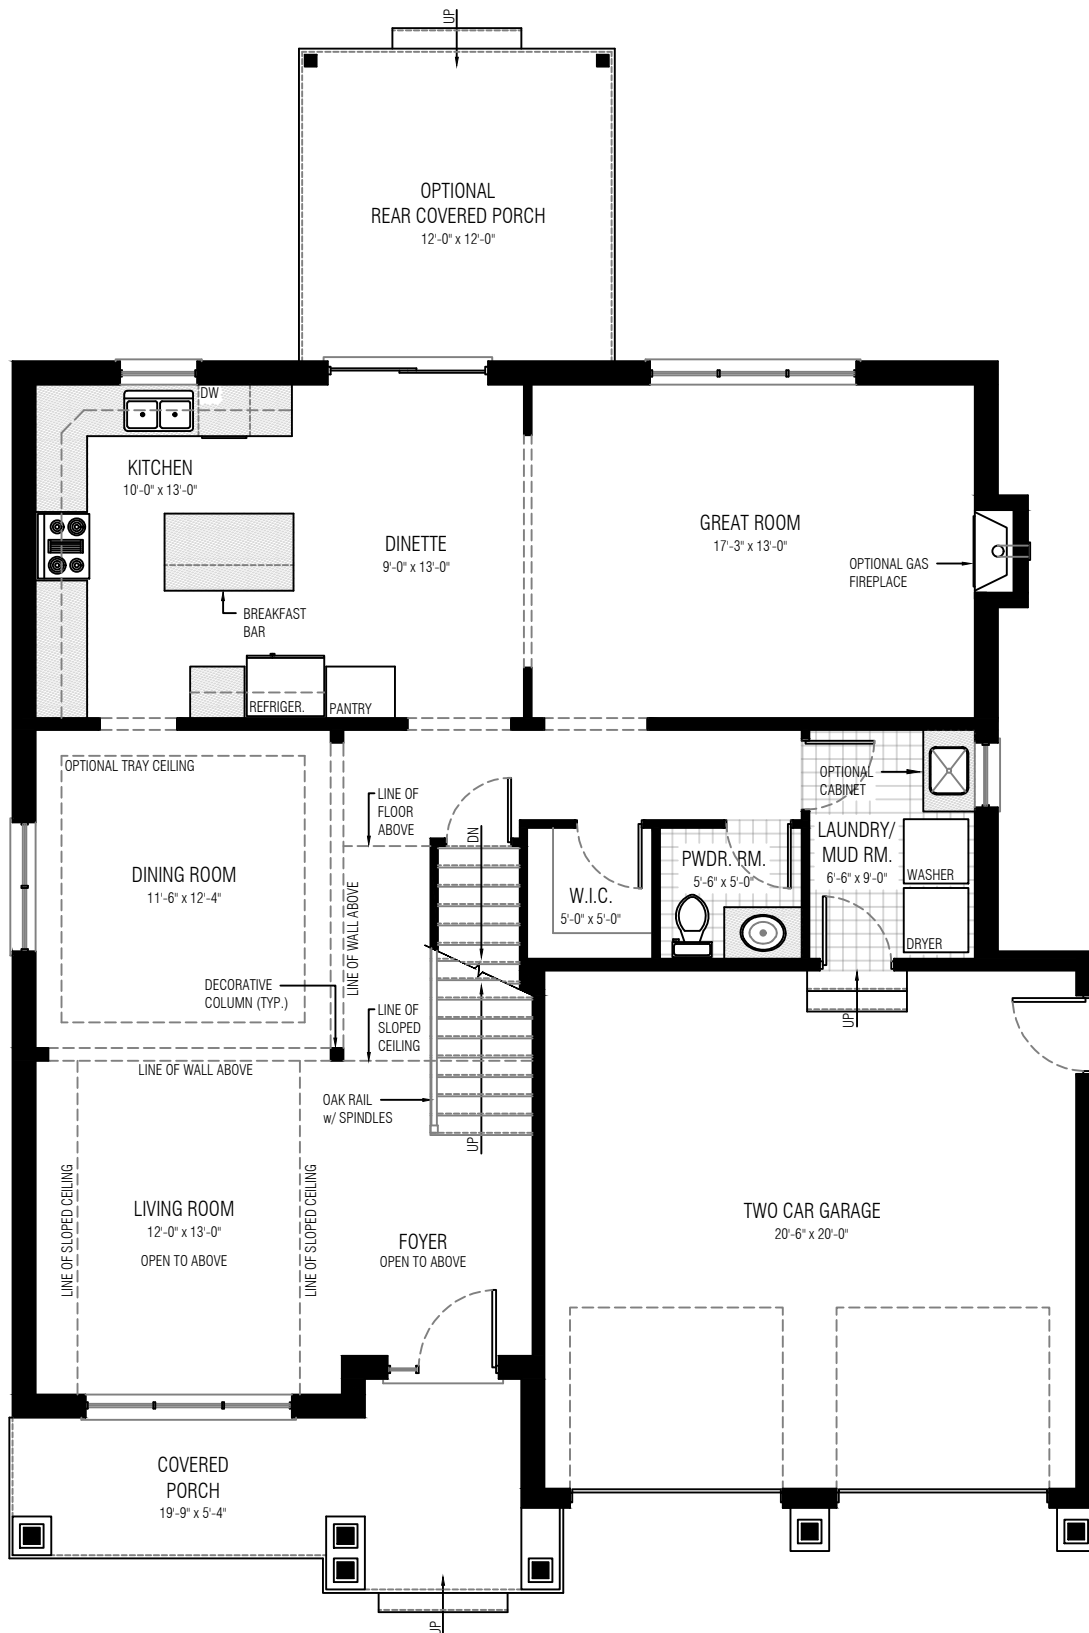 UP
OPTIONAL
REAR COVERED PORCH
12'-0" x 12'-0"
DW
KITCHEN
10'-0" x 13'-0"
DINETTE
9'-0" x 13'-0"
GREAT ROOM
17'-3" x 13'-0"
OPTIONAL GAS
FIREPLACE
BREAKFAST
BAR
REFRIGER.
PANTRY
OPTIONAL TRAY CEILING
LINE OF
FLOOR
ABOVE
OPTIONAL
CABINET
DN
LAUNDRY/
MUD RM.
6'-6" x 9'-0"
WASHER
DRYER
PWDR. RM.
5'-6" x 5'-0"
W.I.C.
5'-0" x 5'-0"
DINING ROOM
11'-6" x 12'-4"
LINE OF WALL ABOVE
DECORATIVE
COLUMN (TYP.)
LINE OF
SLOPED
CEILING
UP
LINE OF WALL ABOVE
OAK RAIL
w/ SPINDLES
UP
LINE OF SLOPED CEILING
LIVING ROOM
12'-0" x 13'-0"
OPEN TO ABOVE
LINE OF SLOPED CEILING
FOYER
OPEN TO ABOVE
TWO CAR GARAGE
20'-6" x 20'-0"
COVERED
PORCH
19'-9" x 5'-4"
UP